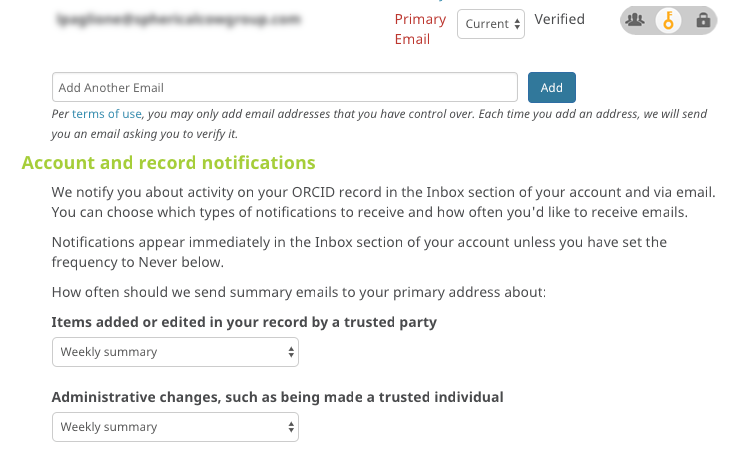 Primary Email
Current
Verified
Add Another Email
Add
Per terms of use, you may only add email addresses that you have control over. Each time you add an address, we will send
you an email asking you to verify it.
Account and record notifications
We notify you about activity on your ORCID record in the Inbox section of your account and via email.
You can choose which types of notifications to receive and how often you'd like to receive emails.
Notifications appear immediately in the Inbox section of your account unless you have set the
frequency to Never below.
How often should we send summary emails to your primary address about:
Items added or edited in your record by a trusted party
Weekly summary
Administrative changes, such as being made a trusted individual
Weekly summary